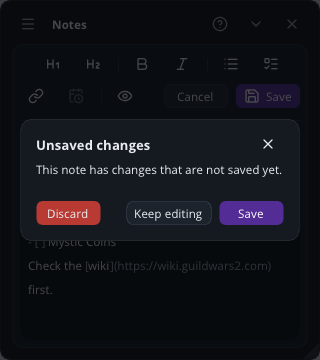 Notes
H1 H2 B I
Cancel Save
Unsaved changes
This note has changes that are not saved yet.
Discard Keep editing Save
- [ ] Mystic Coins
Check the [wiki](https://wiki.guildwars2.com)
first.